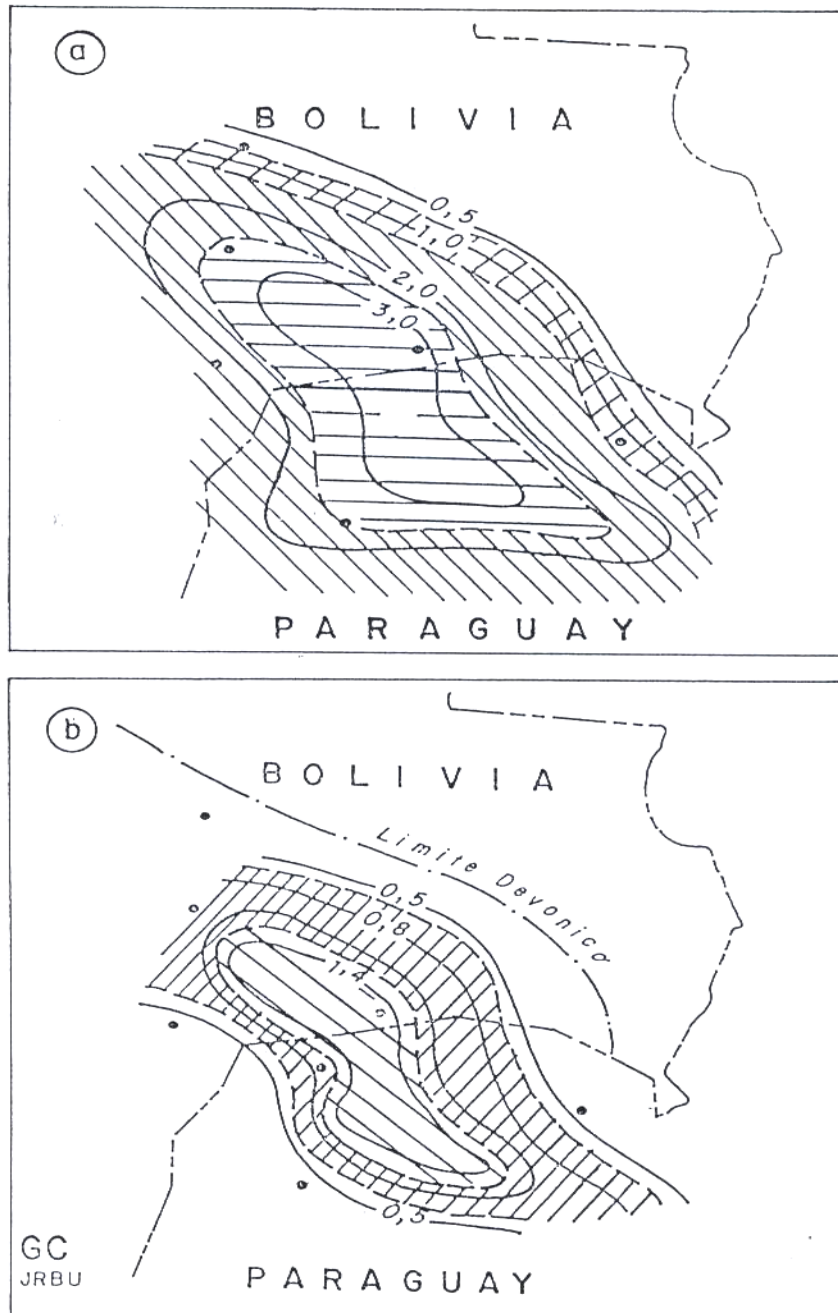 a
BOLIVIA
0,5
1,0
2,0
3,0
PARAGUAY
b
BOLIVIA
Limite Devonico
0,5
0,8
1,4
0,5
GC
JRBU
PARAGUAY